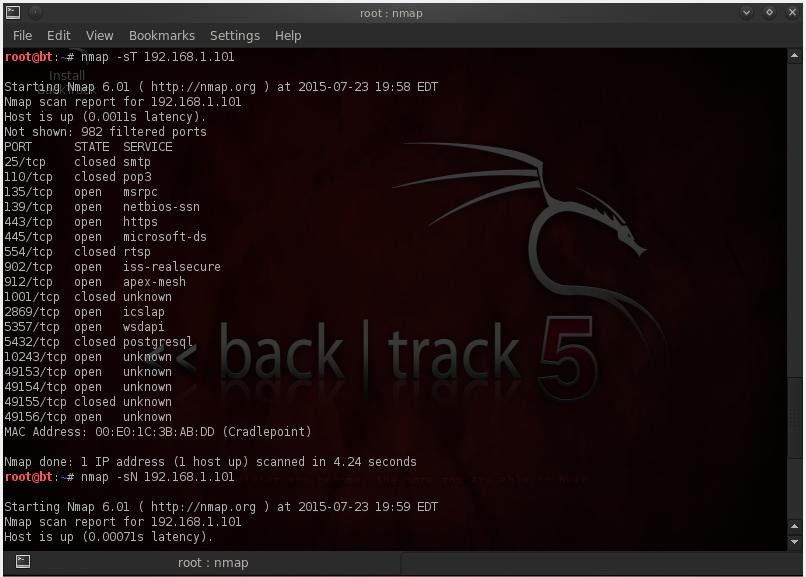 root : nmap
File Edit View Bookmarks Settings Help
root@bt:~# nmap -sT 192.168.1.101
Install
Starting Nmap 6.01 ( http://nmap.org ) at 2015-07-23 19:58 EDT
Nmap scan report for 192.168.1.101
Host is up (0.0011s latency).
Not shown: 982 filtered ports
PORT STATE SERVICE
25/tcp closed smtp
110/tcp closed pop3
135/tcp open msrpc
139/tcp open netbios-ssn
443/tcp open https
445/tcp open microsoft-ds
554/tcp closed rtsp
902/tcp open iss-realsecure
912/tcp open apex-mesh
1001/tcp closed unknown
2869/tcp open icslap
5357/tcp open wsdapi
5432/tcp closed postgresql
10243/tcp open unknown
49153/tcp open unknown
49154/tcp open unknown
49155/tcp closed unknown
49156/tcp open unknown
<< back | track 5
MAC Address: 00:E0:1C:3B:AB:DD (Cradlepoint)
Nmap done: 1 IP address (1 host up) scanned in 4.24 seconds
root@bt:~# nmap -sN 192.168.1.101
Starting Nmap 6.01 ( http://nmap.org ) at 2015-07-23 19:59 EDT
Nmap scan report for 192.168.1.101
Host is up (0.00071s latency).
root : nmap